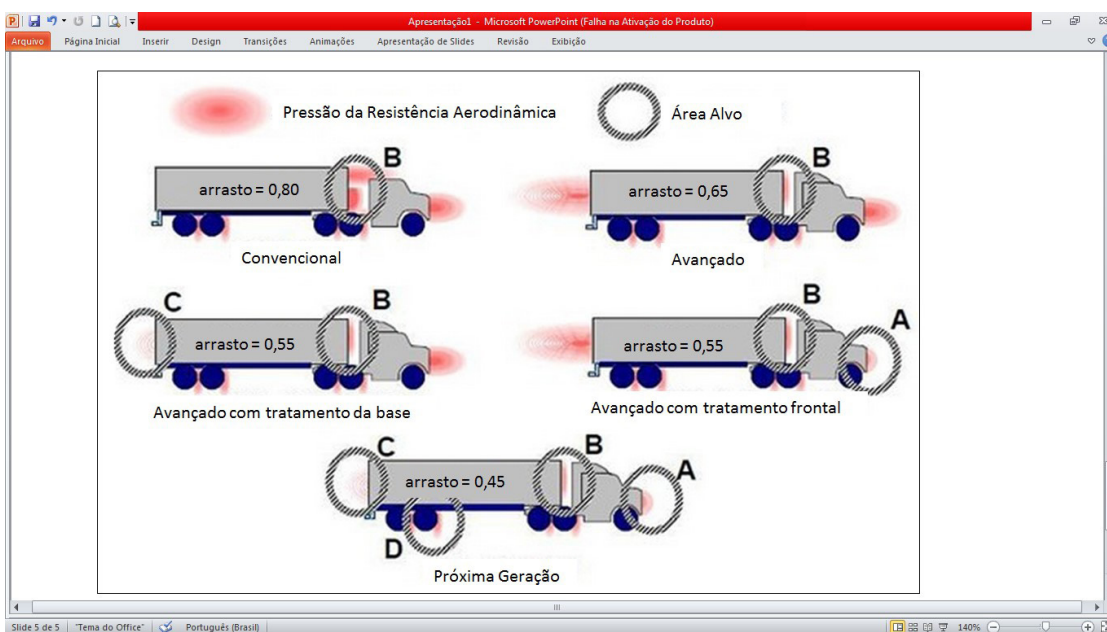 Apresentação1 - Microsoft PowerPoint (Falha na Ativação do Produto)
Arquivo Página Inicial Inserir Design Transições Animações Apresentação de Slides Revisão Exibição
Pressão da Resistência Aerodinâmica
Área Alvo
B
arrasto = 0,80
Convencional
B
arrasto = 0,65
Avançado
C
B
arrasto = 0,55
Avançado com tratamento da base
B
A
arrasto = 0,55
Avançado com tratamento frontal
C
B
A
arrasto = 0,45
D
Próxima Geração
Slide 5 de 5 "Tema do Office" Português (Brasil) 140%